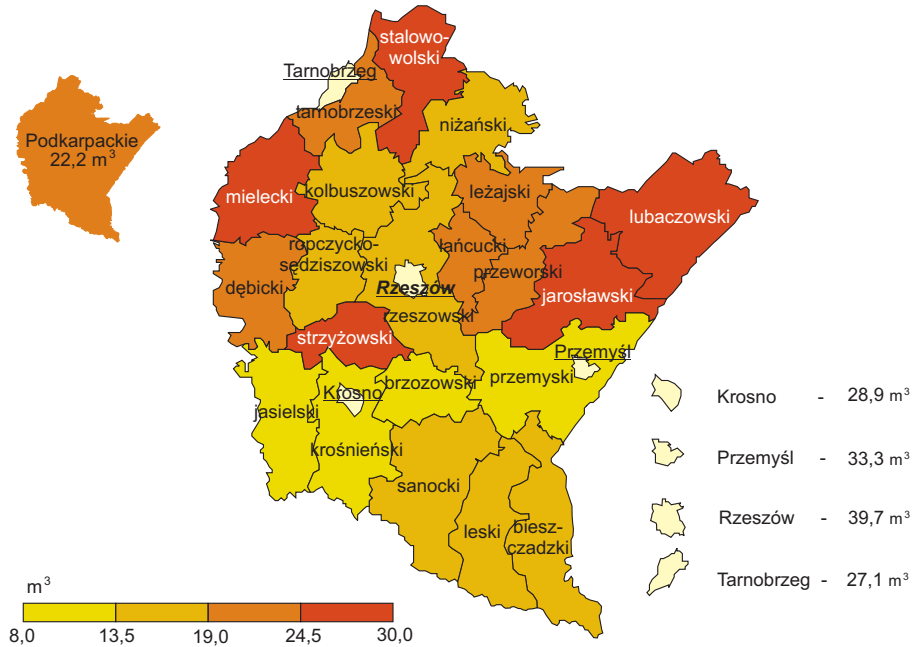 stalowo-
wolski
Tarnobrzeg
tarnobrzeski
niżański
Podkarpackie
22,2 m³
mielecki
kolbuszowski
leżajski
lubaczowski
ropczycko-
sędziszowski
łańcucki
przeworski
dębicki
Rzeszów
jarosławski
rzeszowski
strzyżowski
Przemyśl
przemyski
brzozowski
Krosno
jasielski
krośnieński
sanocki
leski
biesz-
czadzki
Krosno - 28,9 m³
Przemyśl - 33,3 m³
Rzeszów - 39,7 m³
Tarnobrzeg - 27,1 m³
m³
8,0 13,5 19,0 24,5 30,0